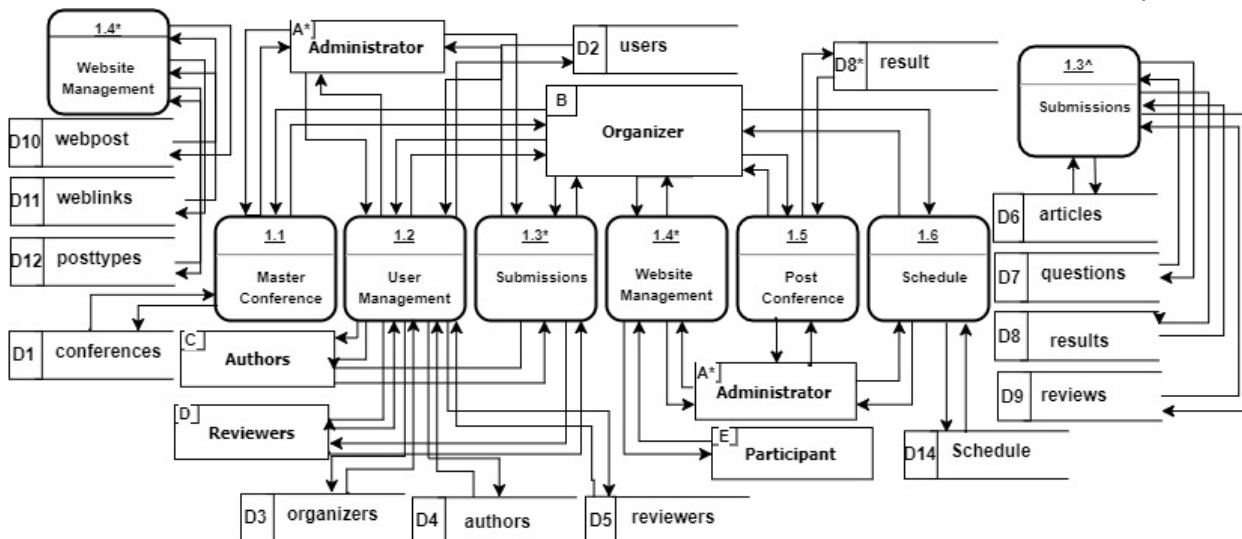 1.4*
Website
Management
A*
Administrator
D2
users
D8*
result
1.3^
Submissions
B
Organizer
D10
webpost
D11
weblinks
D12
posttypes
D6
articles
D7
questions
D8
results
D9
reviews
1.1
Master
Conference
1.2
User
Management
1.3*
Submissions
1.4*
Website
Management
1.5
Post
Conference
1.6
Schedule
D1
conferences
C
Authors
A*
Administrator
D
Reviewers
E
Participant
D14
Schedule
D3
organizers
D4
authors
D5
reviewers